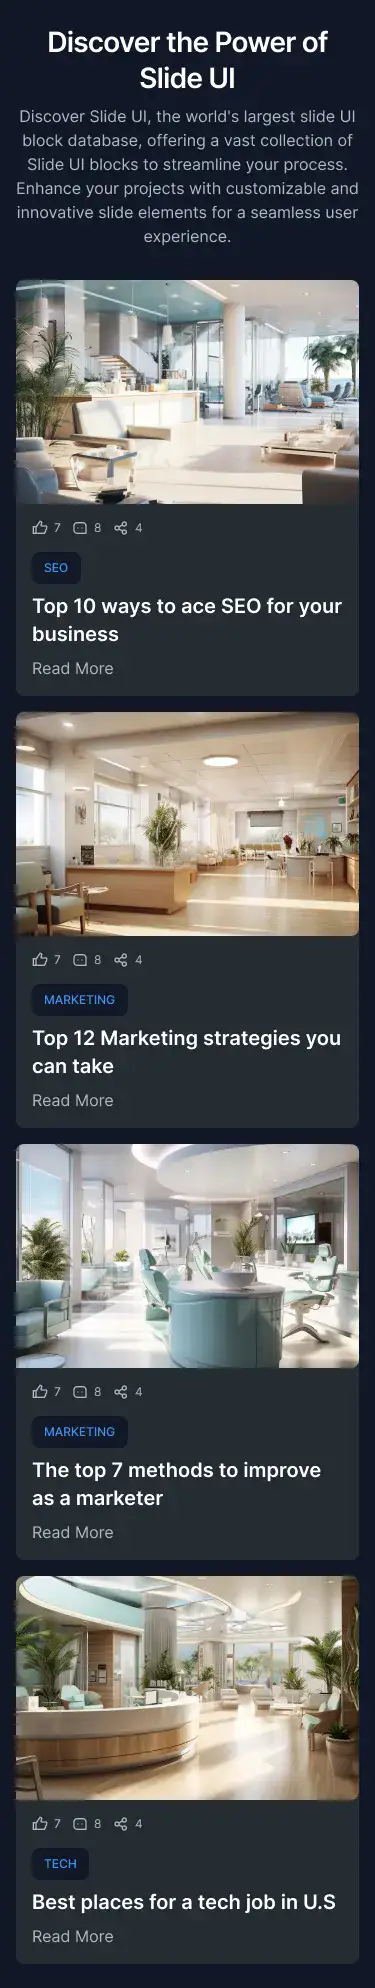 Discover the Power of
Slide UI
Discover Slide UI, the world's largest slide UI
block database, offering a vast collection of
Slide UI blocks to streamline your process.
Enhance your projects with customizable and
innovative slide elements for a seamless user
experience.
7 8 4
SEO
Top 10 ways to ace SEO for your
business
Read More
7 8 4
MARKETING
Top 12 Marketing strategies you
can take
Read More
7 8 4
MARKETING
The top 7 methods to improve
as a marketer
Read More
7 8 4
TECH
Best places for a tech job in U.S
Read More